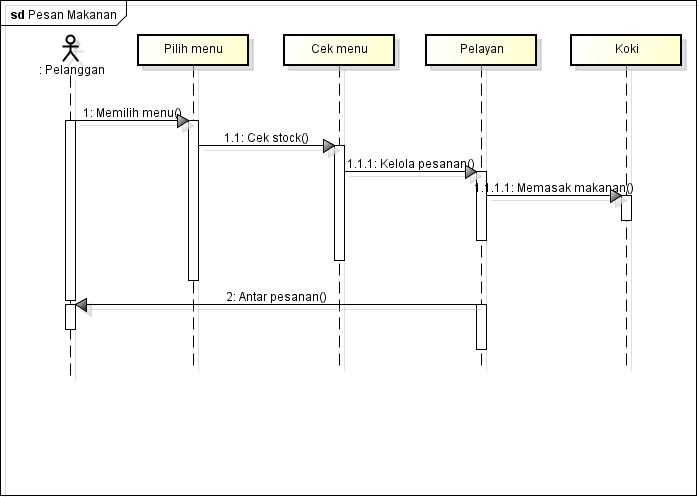 sd Pesan Makanan
: Pelanggan
Pilih menu
Cek menu
Pelayan
Koki
1: Memilih menu()
1.1: Cek stock()
1.1.1: Kelola pesanan()
1.1.1.1: Memasak makanan()
2: Antar pesanan()